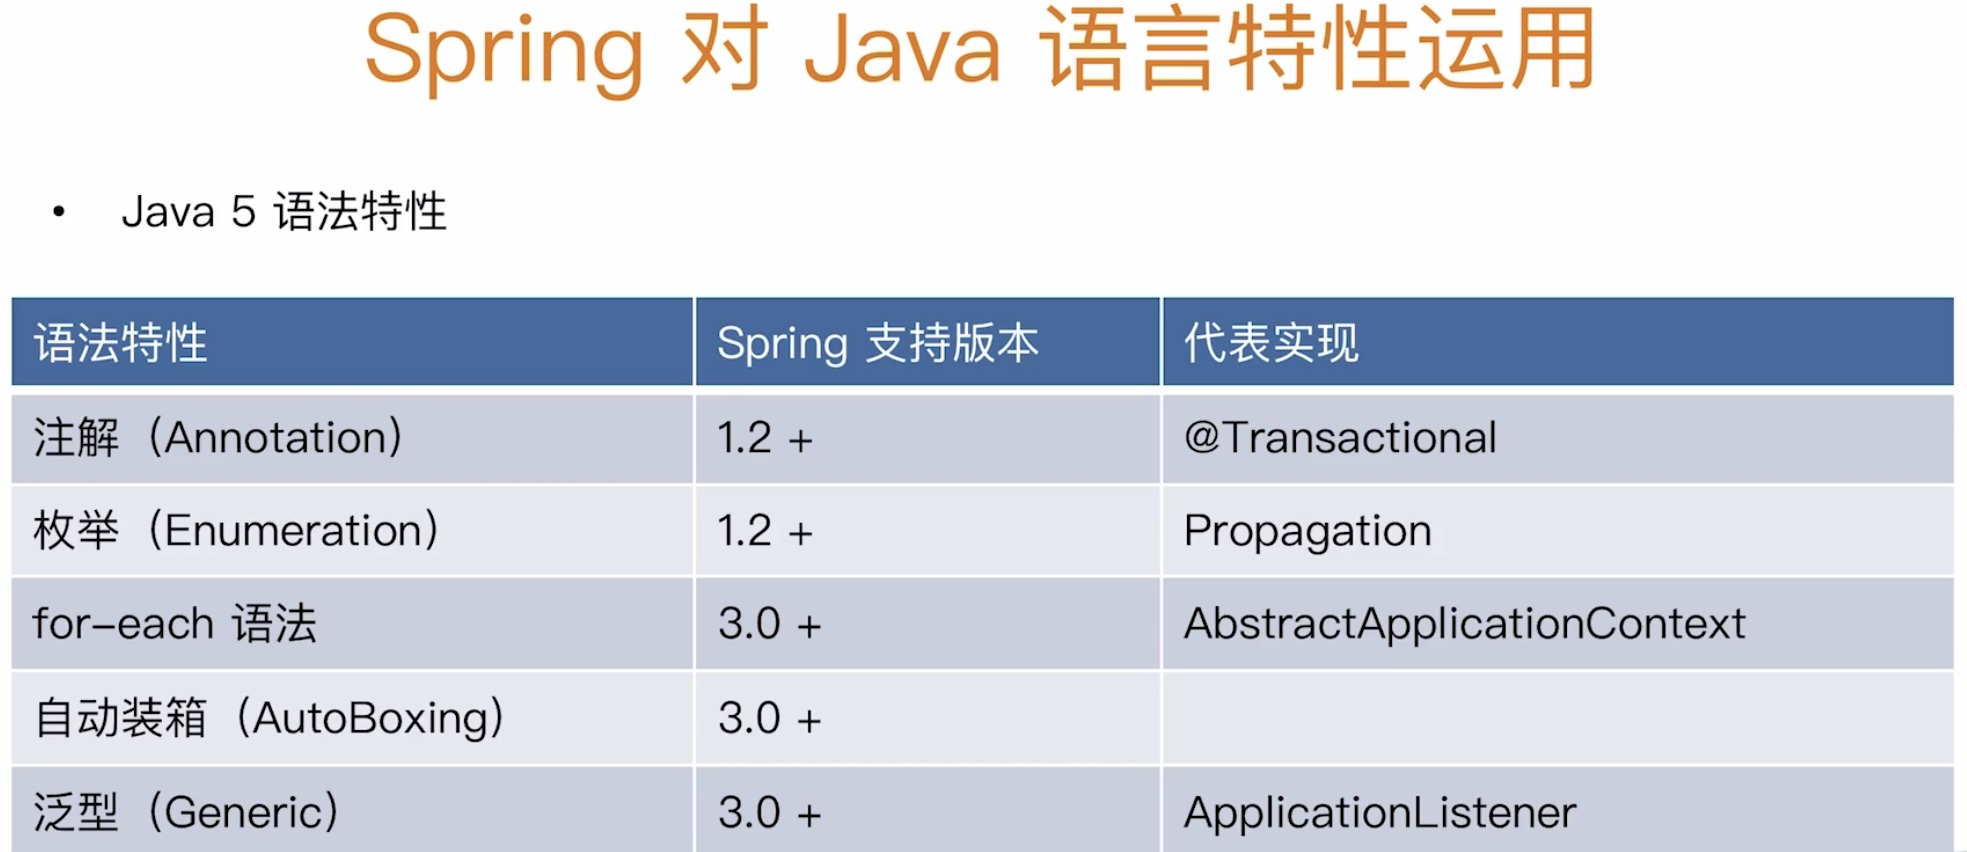 Spring 对 Java 语言特性运用
• Java 5 语法特性
语法特性 Spring 支持版本 代表实现
注解（Annotation） 1.2 + @Transactional
枚举（Enumeration） 1.2 + Propagation
for-each 语法 3.0 + AbstractApplicationContext
自动装箱（AutoBoxing） 3.0 +
泛型（Generic） 3.0 + ApplicationListener